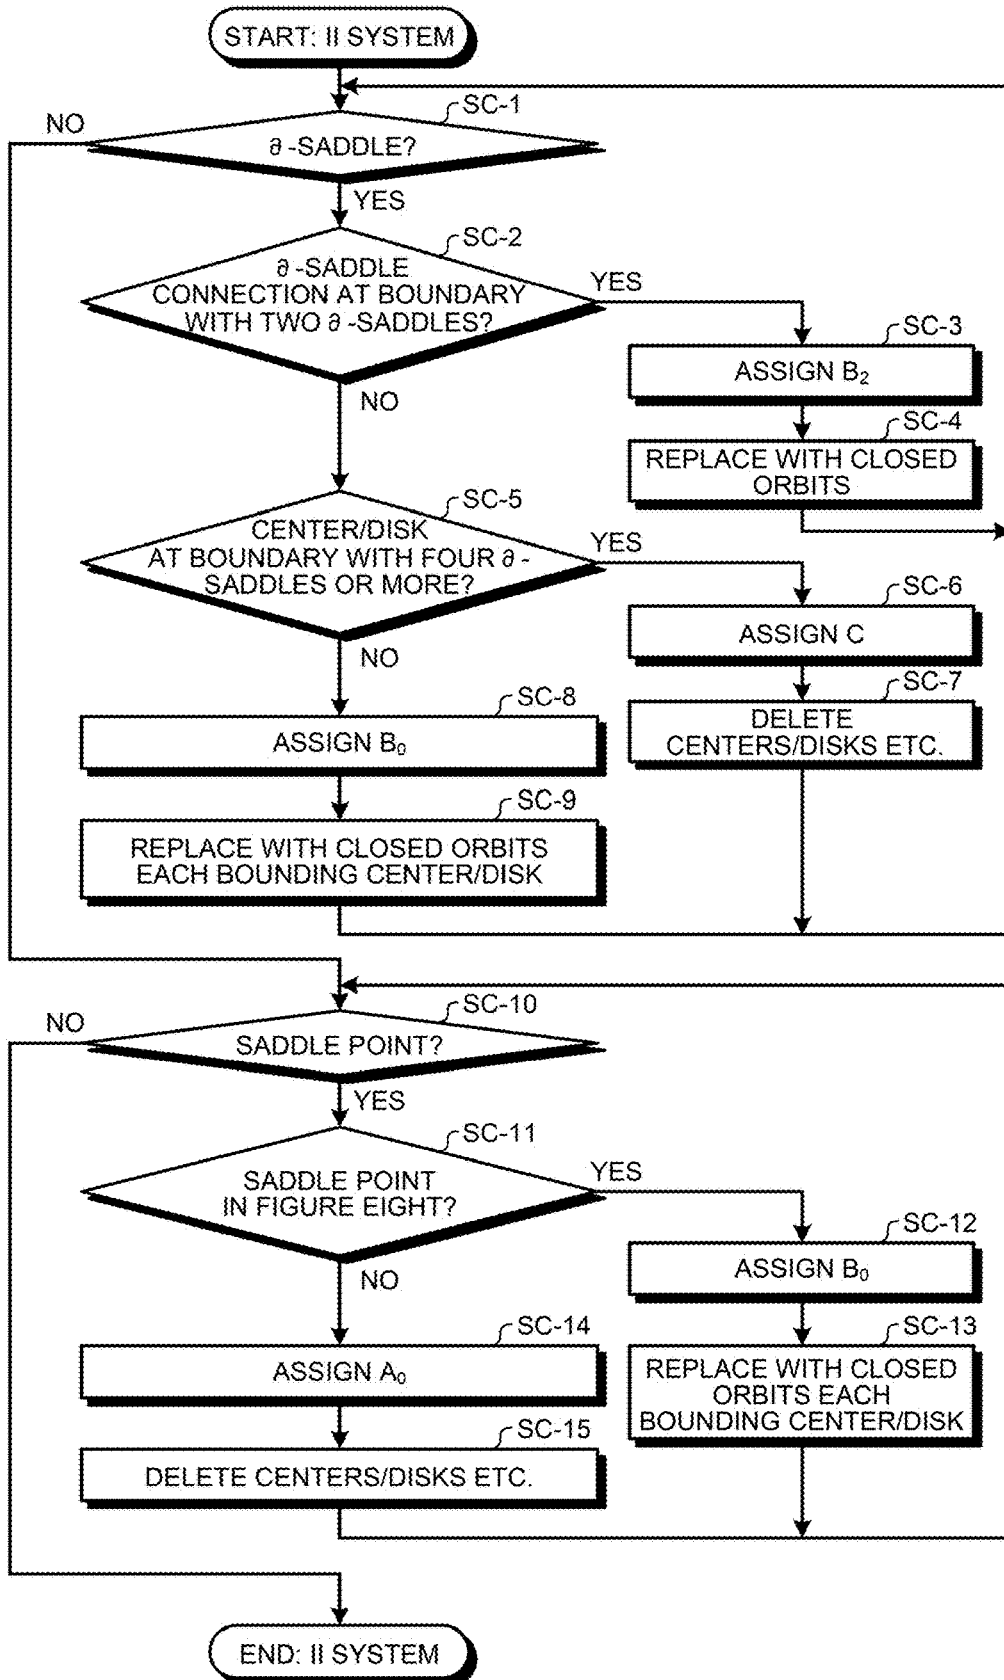 START: II SYSTEM
SC-1
NO
∂-SADDLE?
YES
SC-2
∂-SADDLE
CONNECTION AT BOUNDARY
WITH TWO ∂-SADDLES?
YES
NO
SC-3
ASSIGN B₂
SC-4
REPLACE WITH CLOSED
ORBITS
SC-5
CENTER/DISK
AT BOUNDARY WITH FOUR ∂-
SADDLES OR MORE?
YES
NO
SC-6
ASSIGN C
SC-7
DELETE
CENTERS/DISKS ETC.
SC-8
ASSIGN B₀
SC-9
REPLACE WITH CLOSED ORBITS
EACH BOUNDING CENTER/DISK
SC-10
NO
SADDLE POINT?
YES
SC-11
SADDLE POINT
IN FIGURE EIGHT?
YES
NO
SC-12
ASSIGN B₀
SC-13
REPLACE WITH CLOSED
ORBITS EACH
BOUNDING CENTER/DISK
SC-14
ASSIGN A₀
SC-15
DELETE CENTERS/DISKS ETC.
END: II SYSTEM